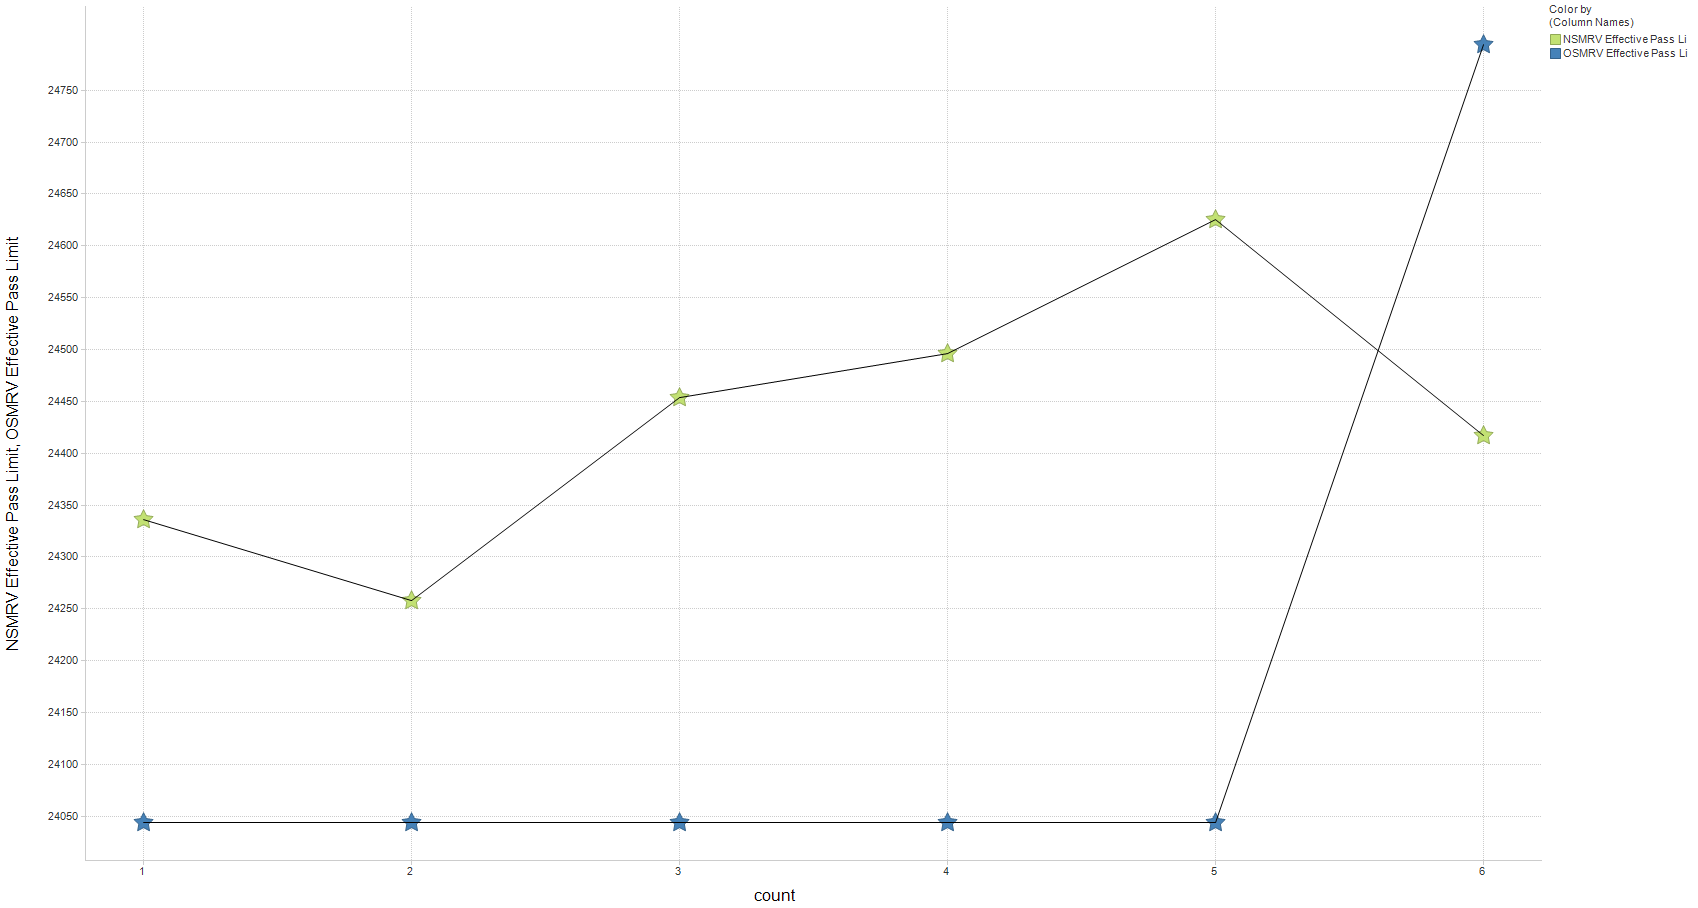 Color by
(Column Names)
NSMRV Effective Pass Li
OSMRV Effective Pass Li
NSMRV Effective Pass Limit, OSMRV Effective Pass Limit
24750
24700
24650
24600
24550
24500
24450
24400
24350
24300
24250
24200
24150
24100
24050
1 2 3 4 5 6
count